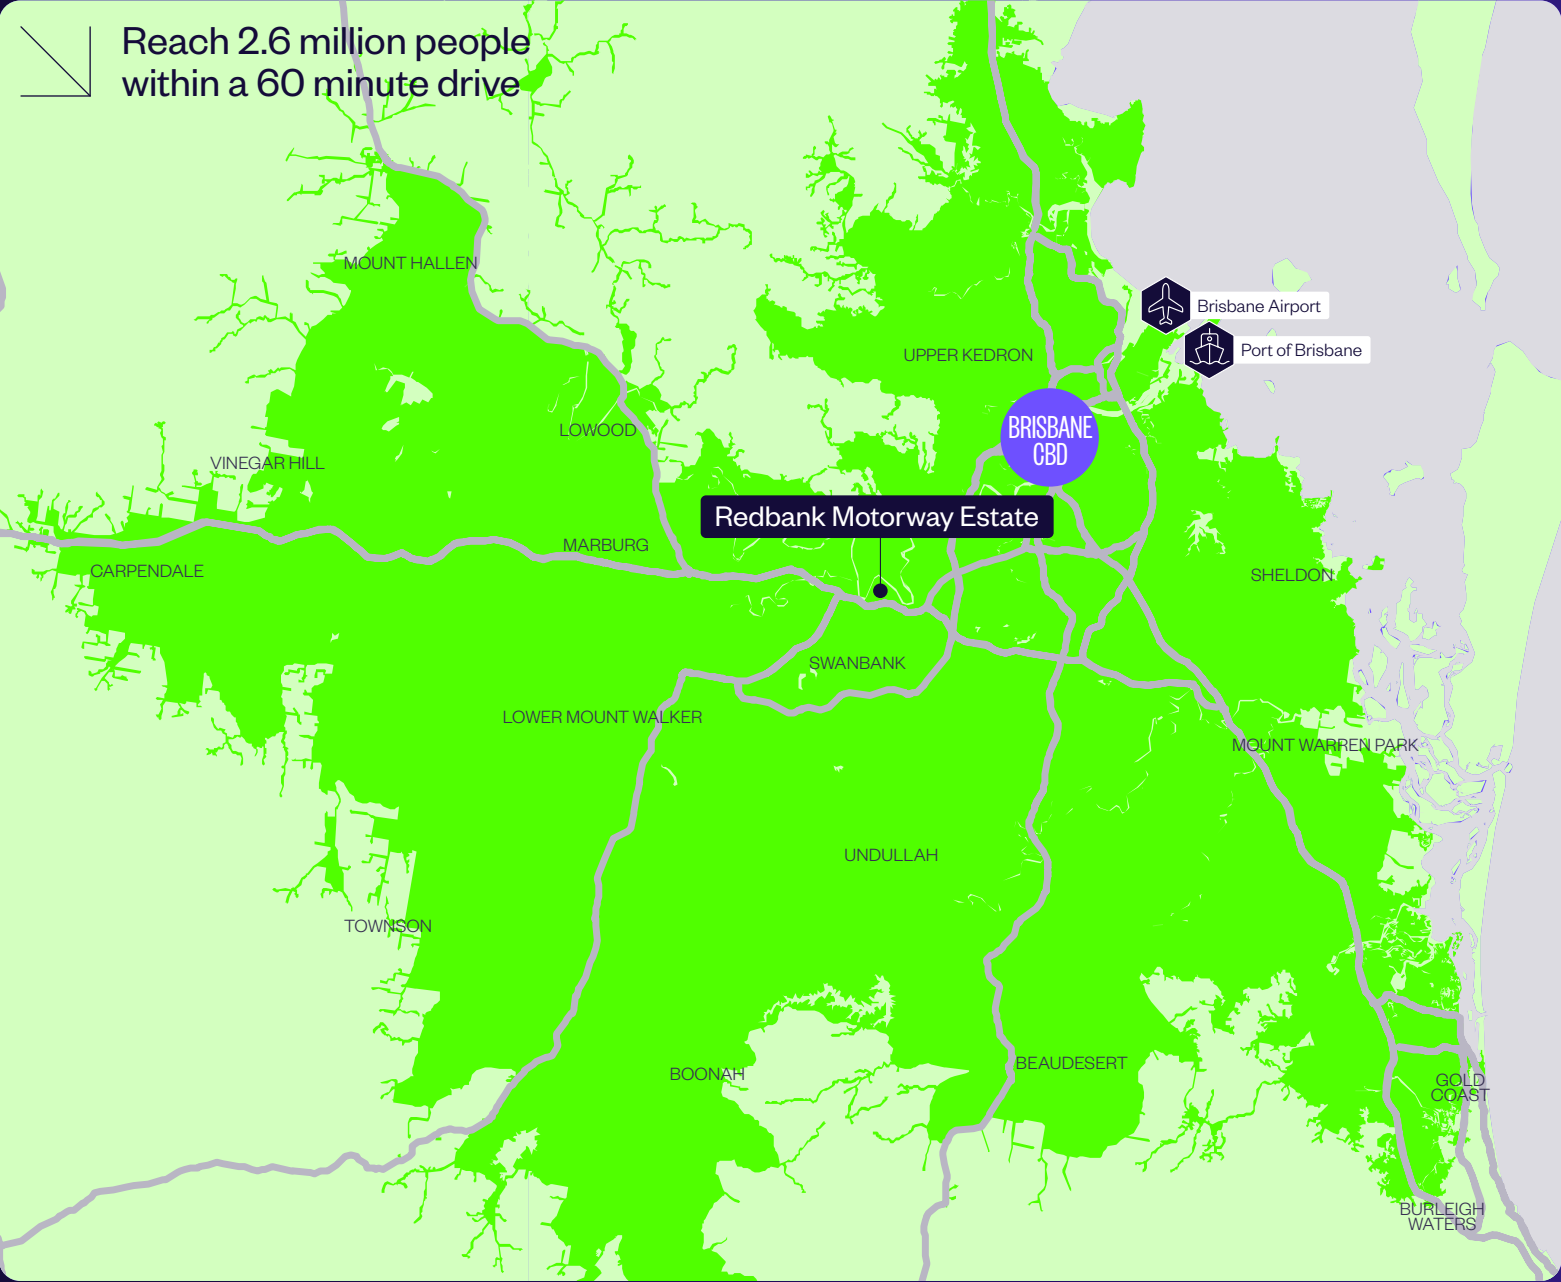 Reach 2.6 million people
within a 60 minute drive
MOUNT HALLEN
Brisbane Airport
Port of Brisbane
UPPER KEDRON
BRISBANE
CBD
LOWOOD
VINEGAR HILL
Redbank Motorway Estate
MARBURG
CARPENDALE
SHELDON
SWANBANK
LOWER MOUNT WALKER
MOUNT WARREN PARK
UNDULLAH
TOWNSON
BEAUDESERT
BOONAH
GOLD
COAST
BURLEIGH
WATERS